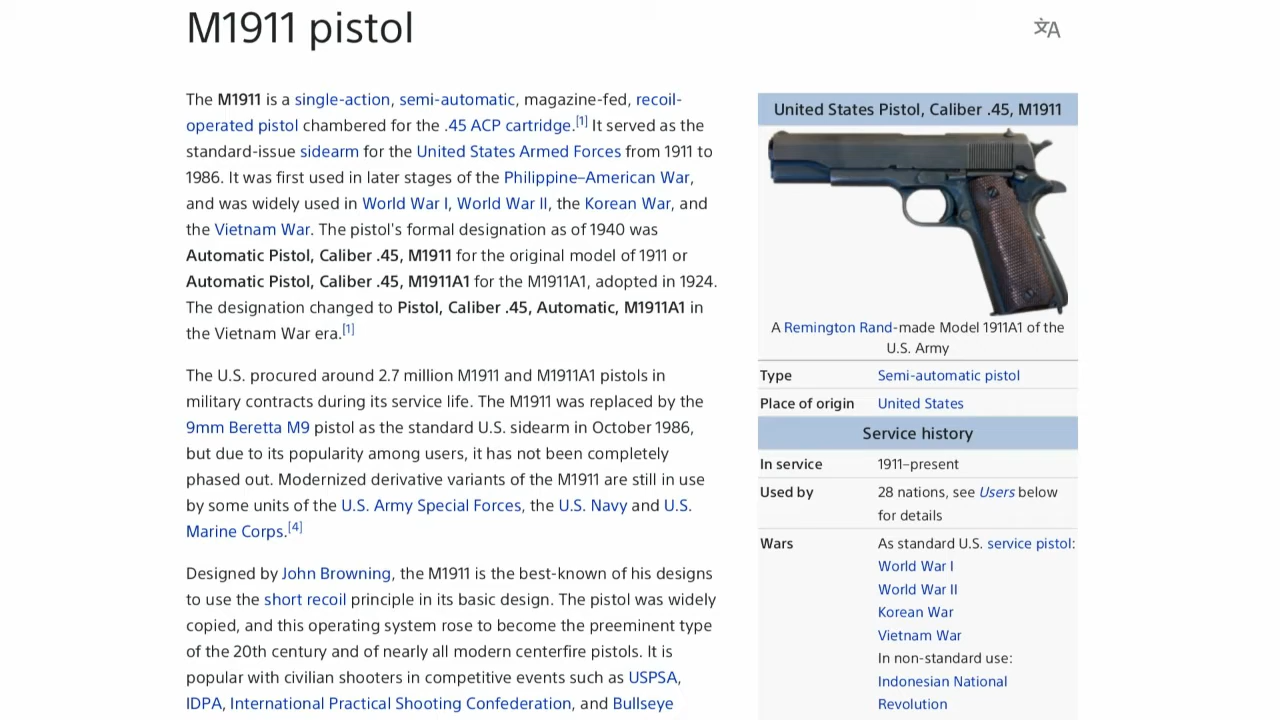 M1911 pistol
文A
The M1911 is a single-action, semi-automatic, magazine-fed, recoil-
operated pistol chambered for the .45 ACP cartridge.[1] It served as the
standard-issue sidearm for the United States Armed Forces from 1911 to
1986. It was first used in later stages of the Philippine–American War,
and was widely used in World War I, World War II, the Korean War, and
the Vietnam War. The pistol's formal designation as of 1940 was
Automatic Pistol, Caliber .45, M1911 for the original model of 1911 or
Automatic Pistol, Caliber .45, M1911A1 for the M1911A1, adopted in 1924.
The designation changed to Pistol, Caliber .45, Automatic, M1911A1 in
the Vietnam War era.[1]
The U.S. procured around 2.7 million M1911 and M1911A1 pistols in
military contracts during its service life. The M1911 was replaced by the
9mm Beretta M9 pistol as the standard U.S. sidearm in October 1986,
but due to its popularity among users, it has not been completely
phased out. Modernized derivative variants of the M1911 are still in use
by some units of the U.S. Army Special Forces, the U.S. Navy and U.S.
Marine Corps.[4]
Designed by John Browning, the M1911 is the best-known of his designs
to use the short recoil principle in its basic design. The pistol was widely
copied, and this operating system rose to become the preeminent type
of the 20th century and of nearly all modern centerfire pistols. It is
popular with civilian shooters in competitive events such as USPSA,
IDPA, International Practical Shooting Confederation, and Bullseye
United States Pistol, Caliber .45, M1911
A Remington Rand-made Model 1911A1 of the
U.S. Army
Type Semi-automatic pistol
Place of origin United States
Service history
In service 1911–present
Used by 28 nations, see Users below
for details
Wars As standard U.S. service pistol:
World War I
World War II
Korean War
Vietnam War
In non-standard use:
Indonesian National
Revolution